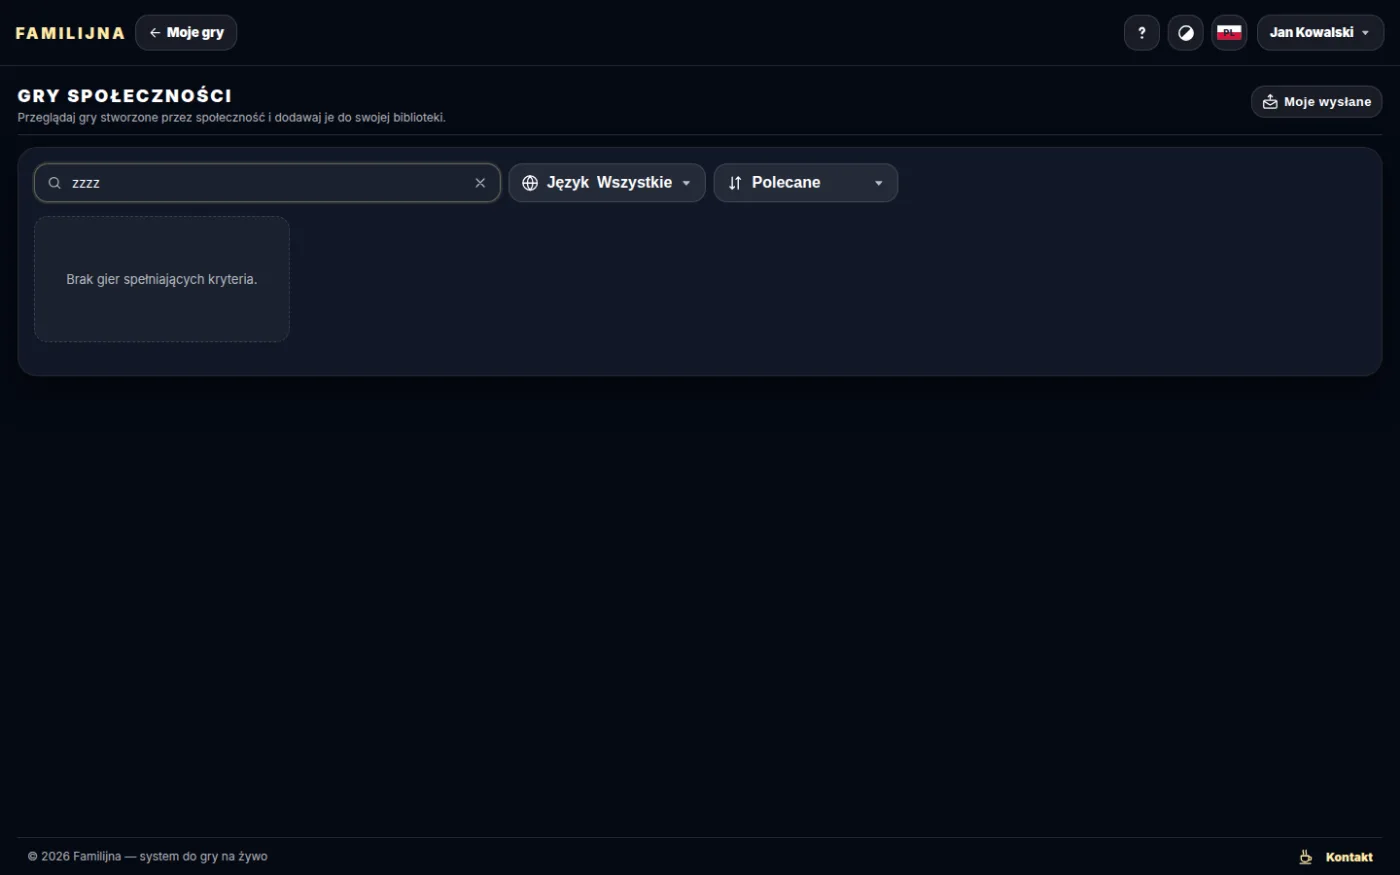 FAMILIJNA
← Moje gry
?
PL
Jan Kowalski
GRY SPOŁECZNOŚCI
Przeglądaj gry stworzone przez społeczność i dodawaj je do swojej biblioteki.
Moje wysłane
zzzz
Język Wszystkie
Polecane
Brak gier spełniających kryteria.
© 2026 Familijna — system do gry na żywo
Kontakt